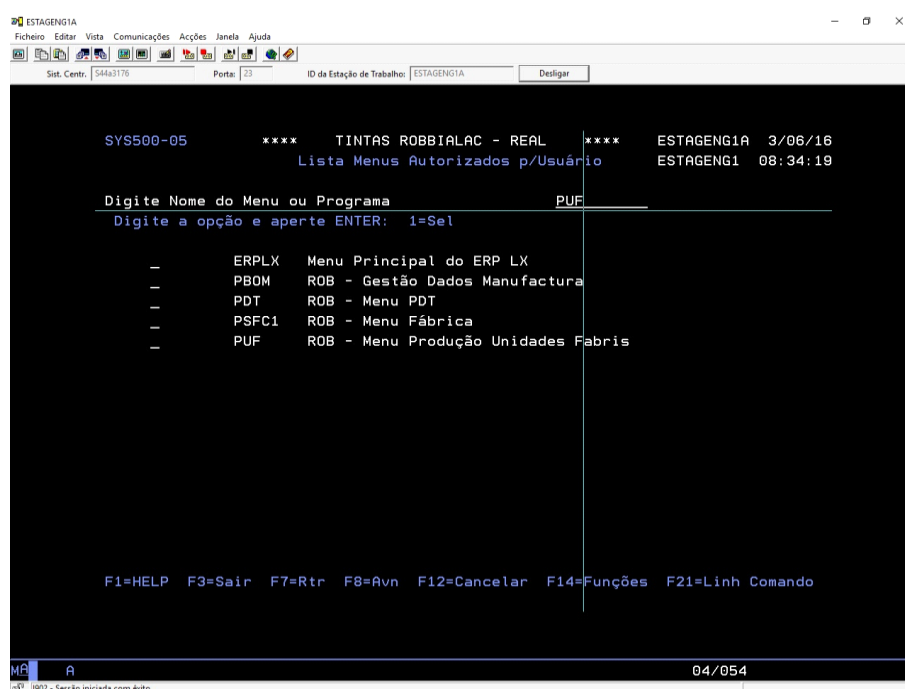 ESTAGENG1A
Ficheiro Editar Vista Comunicações Acções Janela Ajuda
Sist. Centr. S44a3176 Porta: 23 ID da Estação de Trabalho: ESTAGENG1A Desligar
SYS500-05 **** TINTAS ROBBIALAC - REAL **** ESTAGENG1A 3/06/16
Lista Menus Autorizados p/Usuário ESTAGENG1 08:34:19
Digite Nome do Menu ou Programa PUF
Digite a opção e aperte ENTER: 1=Sel
_ ERPLX Menu Principal do ERP LX
_ PBOM ROB - Gestão Dados Manufactura
_ PDT ROB - Menu PDT
_ PSFC1 ROB - Menu Fábrica
_ PUF ROB - Menu Produção Unidades Fabris
F1=HELP F3=Sair F7=Rtr F8=Avn F12=Cancelar F14=Funções F21=Linh Comando
MA A 04/054
I902 - Sessão iniciada com êxito